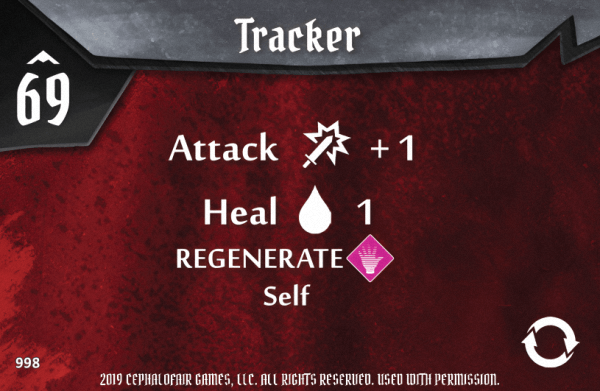 Tracker
69
Attack + 1
Heal 1
REGENERATE
Self
998
2019 CEPHALOFAIR GAMES, LLC. ALL RIGHTS RESERVED. USED WITH PERMISSION.